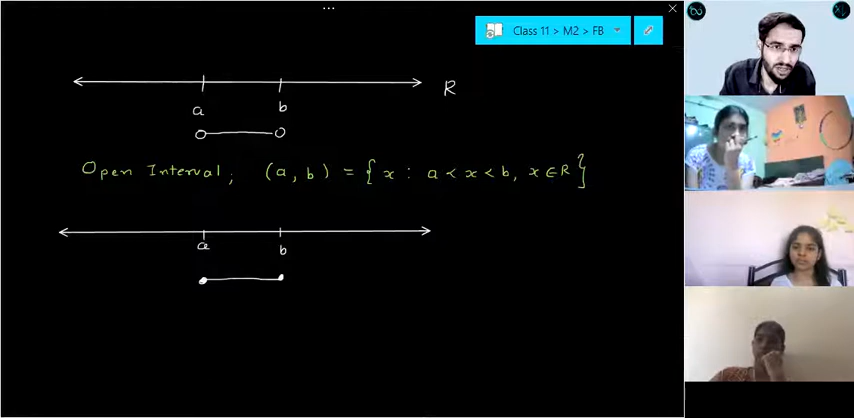 Class 11 > M2 > FB
R
a b
Open Interval; (a, b) = { x : a < x < b, x ∈ R }
a b